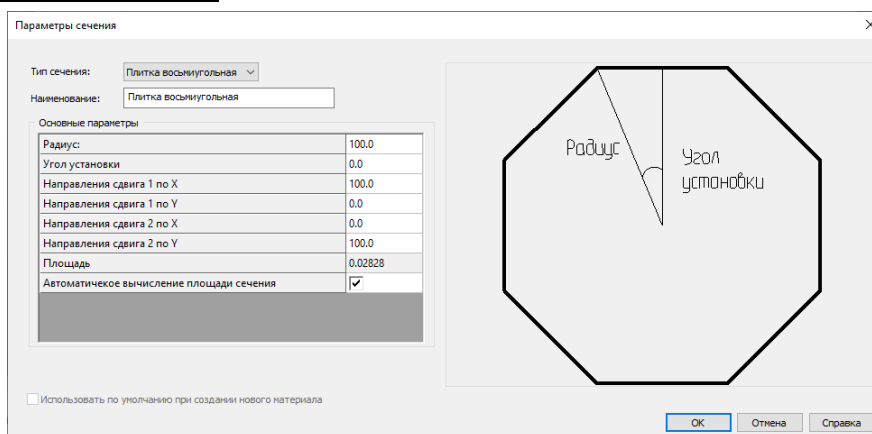 Параметры сечения
Тип сечения: Плитка восьмиугольная
Наименование: Плитка восьмиугольная
Основные параметры
Радиус: 100.0
Угол установки 0.0
Направления сдвига 1 по X 100.0
Направления сдвига 1 по Y 0.0
Направления сдвига 2 по X 0.0
Направления сдвига 2 по Y 100.0
Площадь 0.02828
Автоматичекое вычисление площади сечения
Использовать по умолчанию при создании нового материала
Радиус
Угол
установки
OK Отмена Справка